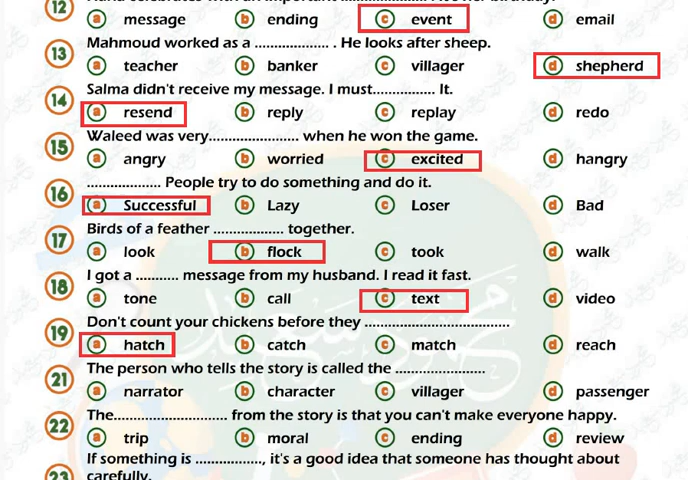 12
a message b ending c event d email
13 Mahmoud worked as a .................... . He looks after sheep.
a teacher b banker c villager d shepherd
14 Salma didn't receive my message. I must................. It.
a resend b reply c replay d redo
15 Waleed was very........................ when he won the game.
a angry b worried c excited d hangry
16 .................... People try to do something and do it.
a Successful b Lazy c Loser d Bad
17 Birds of a feather ................... together.
a look b flock c took d walk
18 I got a ........... message from my husband. I read it fast.
a tone b call c text d video
19 Don't count your chickens before they .......................................
a hatch b catch c match d reach
21 The person who tells the story is called the ........................
a narrator b character c villager d passenger
22 The.............................. from the story is that you can't make everyone happy.
a trip b moral c ending d review
23 If something is ................., it's a good idea that someone has thought about
carefully.